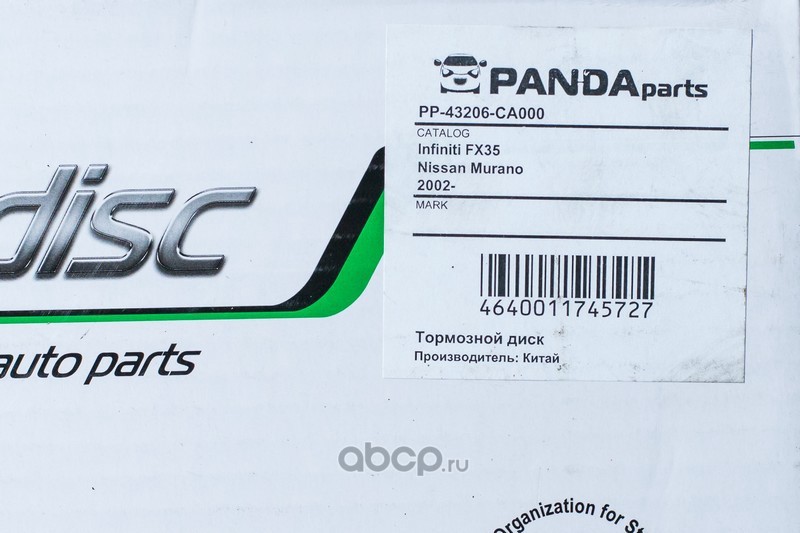 PANDAparts
PP-43206-CA000
CATALOG
Infiniti FX35
Nissan Murano
2002-
MARK
4640011745727
Тормозной диск
Производитель: Китай
disc
auto parts
abcp.ru
Organization for